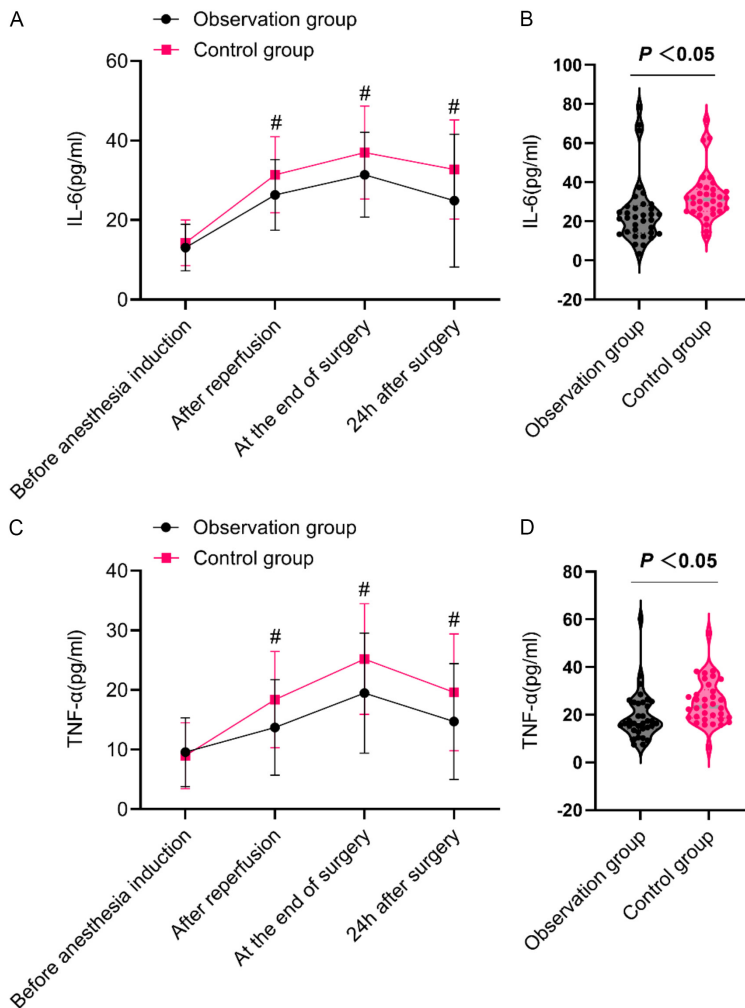 A
Observation group
Control group
60
40
20
0
IL-6(pg/ml)
#
#
#
Before anesthesia induction
After reperfusion
At the end of surgery
24h after surgery
B
P <0.05
100
80
60
40
20
0
-20
IL-6(pg/ml)
Observation group
Control group
C
Observation group
Control group
40
30
20
10
0
TNF-α(pg/ml)
#
#
#
Before anesthesia induction
After reperfusion
At the end of surgery
24h after surgery
D
P <0.05
80
60
40
20
0
-20
TNF-α(pg/ml)
Observation group
Control group